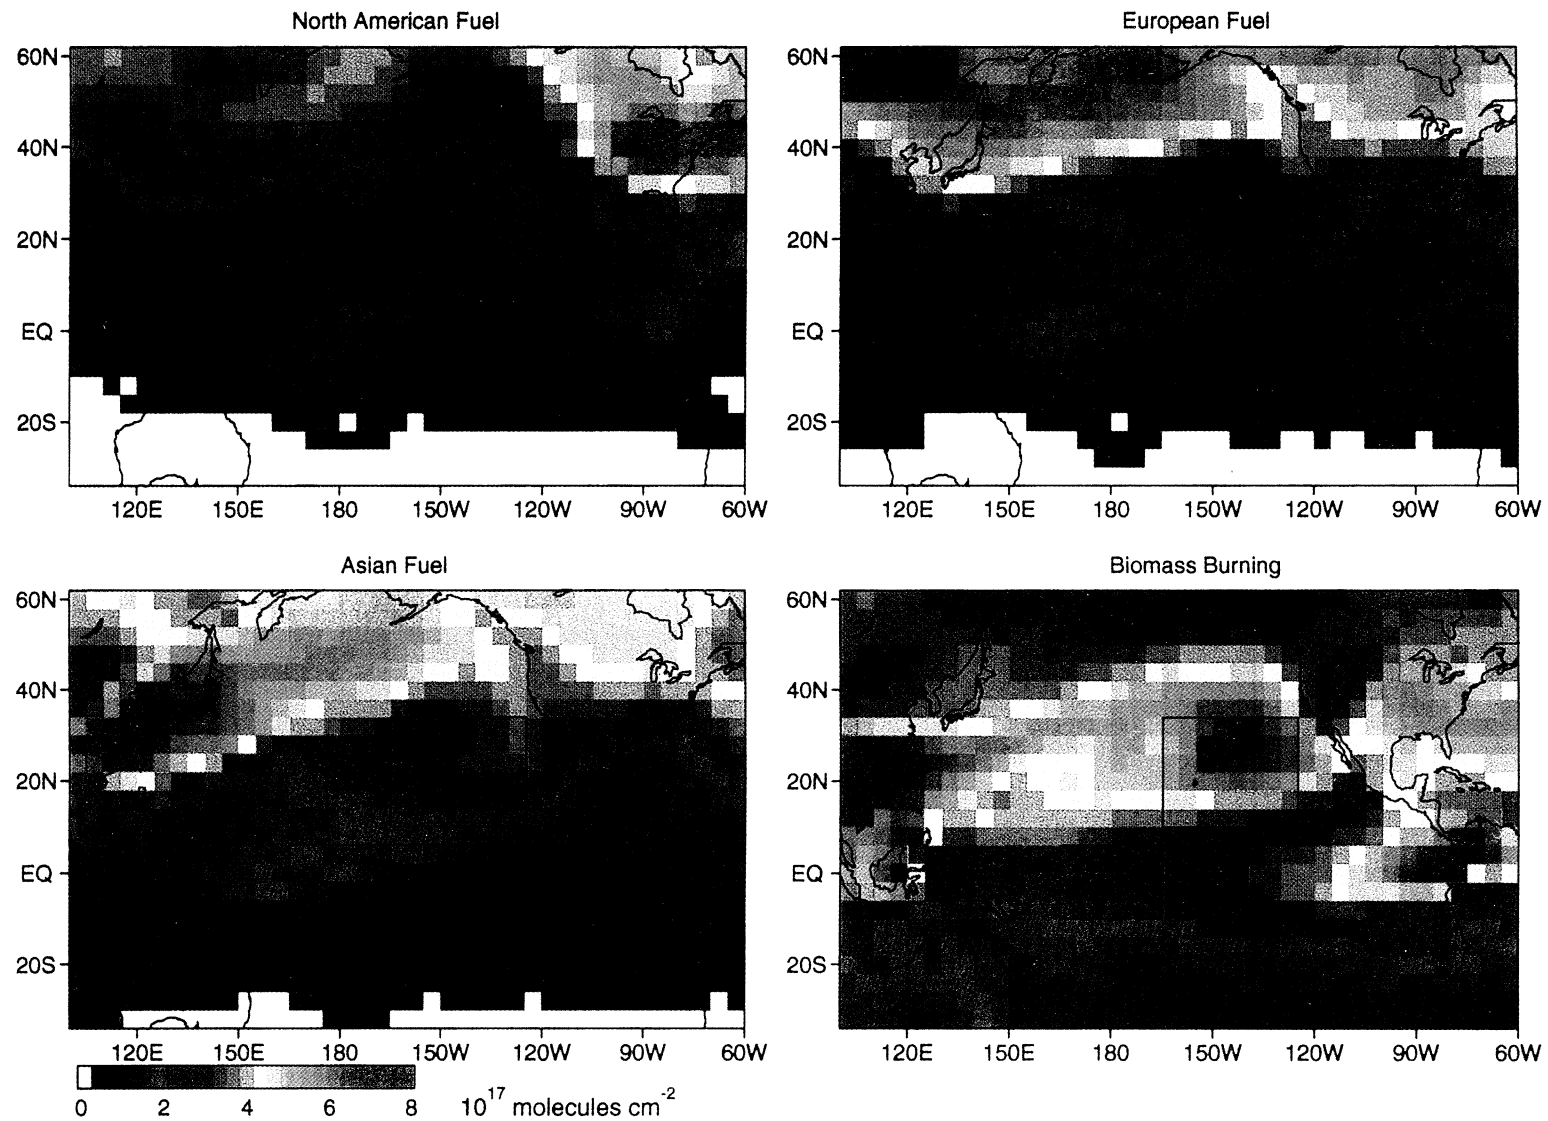 North American Fuel
60N
40N
20N
EQ
20S
120E 150E 180 150W 120W 90W 60W
European Fuel
60N
40N
20N
EQ
20S
120E 150E 180 150W 120W 90W 60W
Asian Fuel
60N
40N
20N
EQ
20S
120E 150E 180 150W 120W 90W 60W
Biomass Burning
60N
40N
20N
EQ
20S
120E 150E 180 150W 120W 90W 60W
0 2 4 6 8 10^17 molecules cm^-2